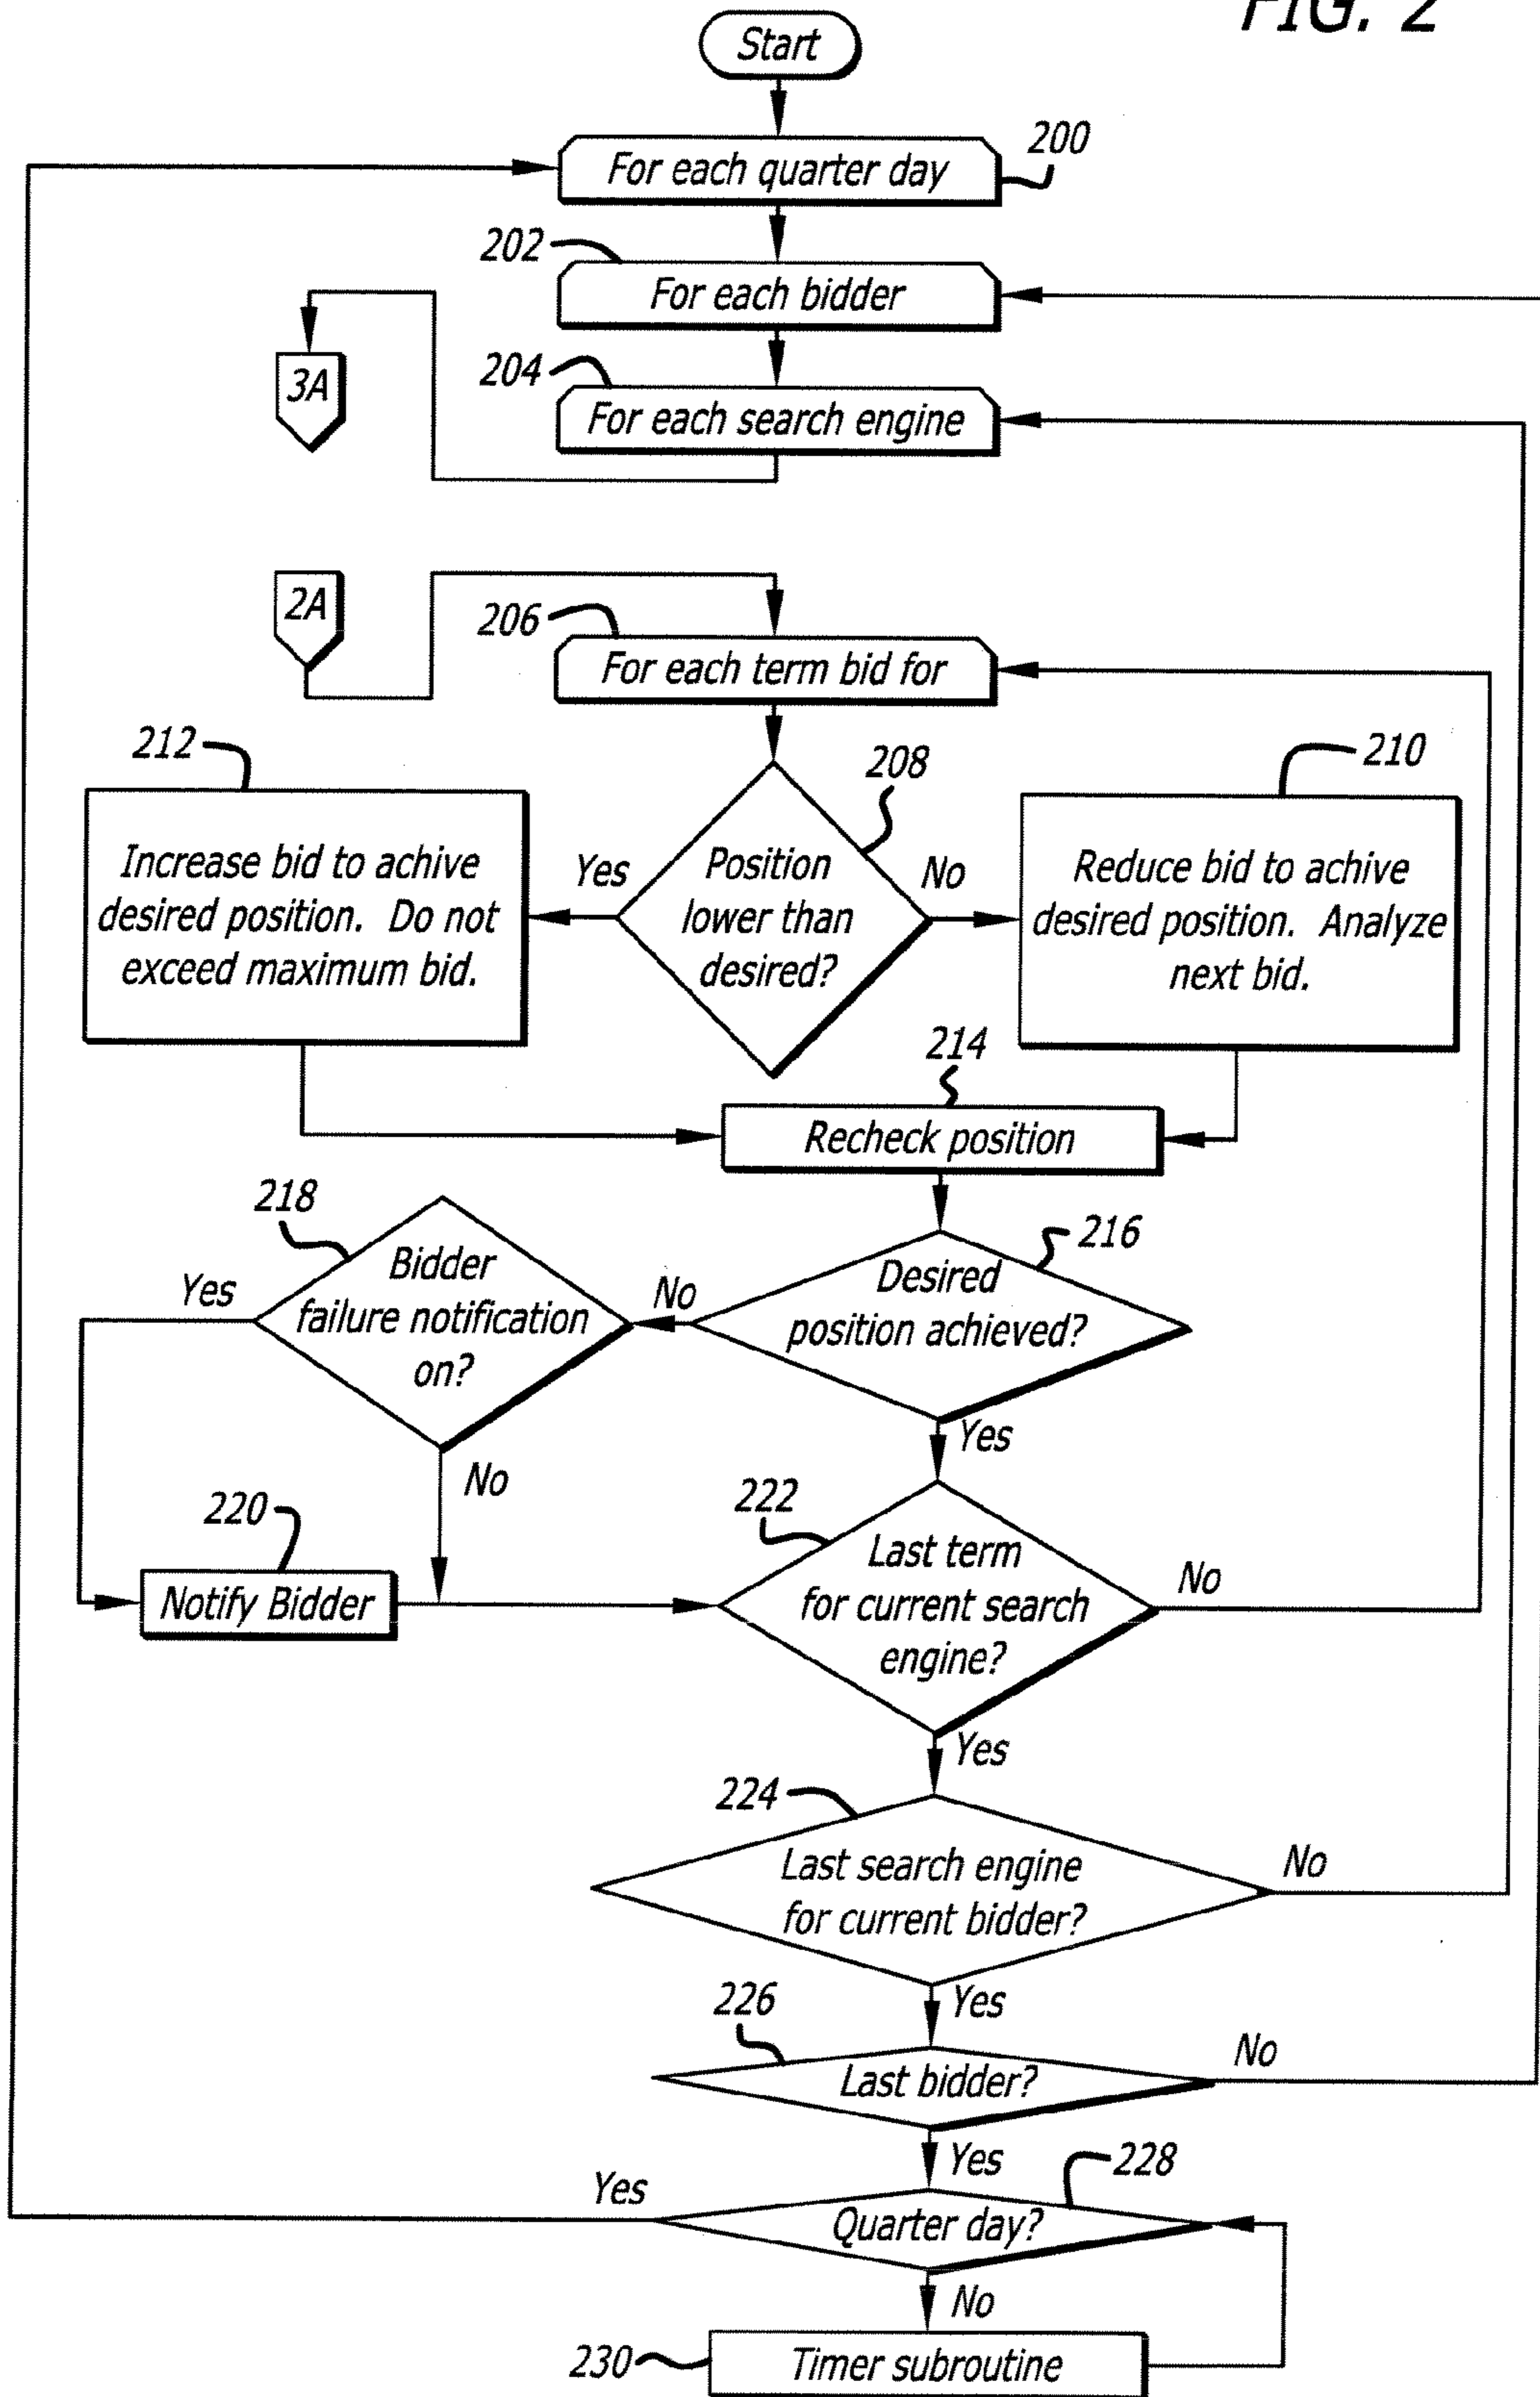 FIG. 2
Start
For each quarter day
200
202
For each bidder
3A
204
For each search engine
2A
206
For each term bid for
212
208
210
Increase bid to achive
desired position. Do not
exceed maximum bid.
Yes
Position
lower than
desired?
No
Reduce bid to achive
desired position. Analyze
next bid.
214
Recheck position
218
216
Yes
Bidder
failure notification
on?
No
Desired
position achieved?
Yes
No
220
222
Notify Bidder
Last term
for current search
engine?
No
Yes
224
Last search engine
for current bidder?
No
226
Yes
Last bidder?
No
Yes
228
Yes
Quarter day?
No
230
Timer subroutine